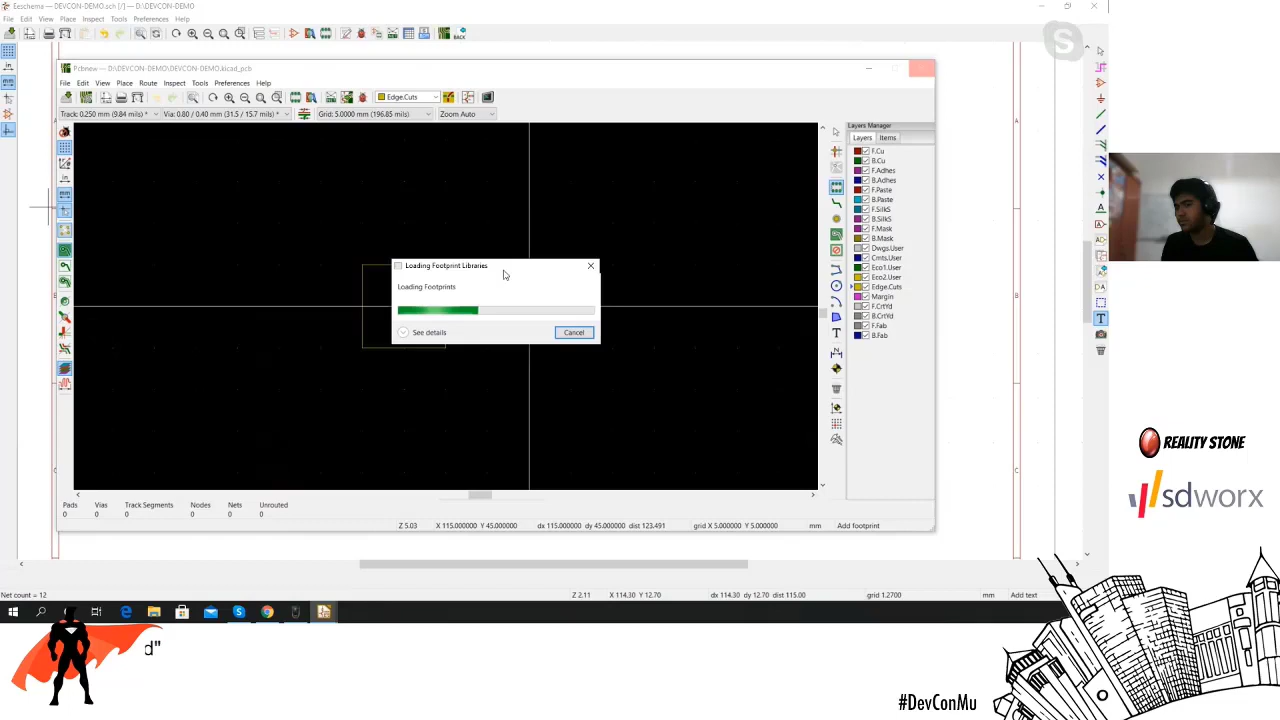 Eeschema — DEVCON-DEMO.sch [/] — D:\DEVCON-DEMO
File Edit View Place Inspect Tools Preferences Help
BACK
Pcbnew — D:\DEVCON-DEMO\DEVCON-DEMO.kicad_pcb
File Edit View Place Route Inspect Tools Preferences Help
Edge.Cuts
Track: 0.250 mm (9.84 mils) * Via: 0.80 / 0.40 mm (31.5 / 15.7 mils) * Grid: 5.0000 mm (196.85 mils) Zoom Auto
Layers Manager
Layers Items
F.Cu
B.Cu
F.Adhes
B.Adhes
F.Paste
B.Paste
F.SilkS
B.SilkS
F.Mask
B.Mask
Dwgs.User
Cmts.User
Eco1.User
Eco2.User
Edge.Cuts
Margin
F.CrtYd
B.CrtYd
F.Fab
B.Fab
in
mm
in
mm
A
B
C
A
B
C
Loading Footprint Libraries
Loading Footprints
See details
Cancel
Pads Vias Track Segments Nodes Nets Unrouted
0 0 0 0 0 0
Z 5.03 X 115.000000 Y 45.000000 dx 115.000000 dy 45.000000 dist 123.491 grid X 5.000000 Y 5.000000 mm Add footprint
Net count = 12
Z 2.11 X 114.30 Y 12.70 dx 114.30 dy 12.70 dist 115.00 grid 1.2700 mm Add text
REALITY STONE
sdworx
d"
#DevConMu